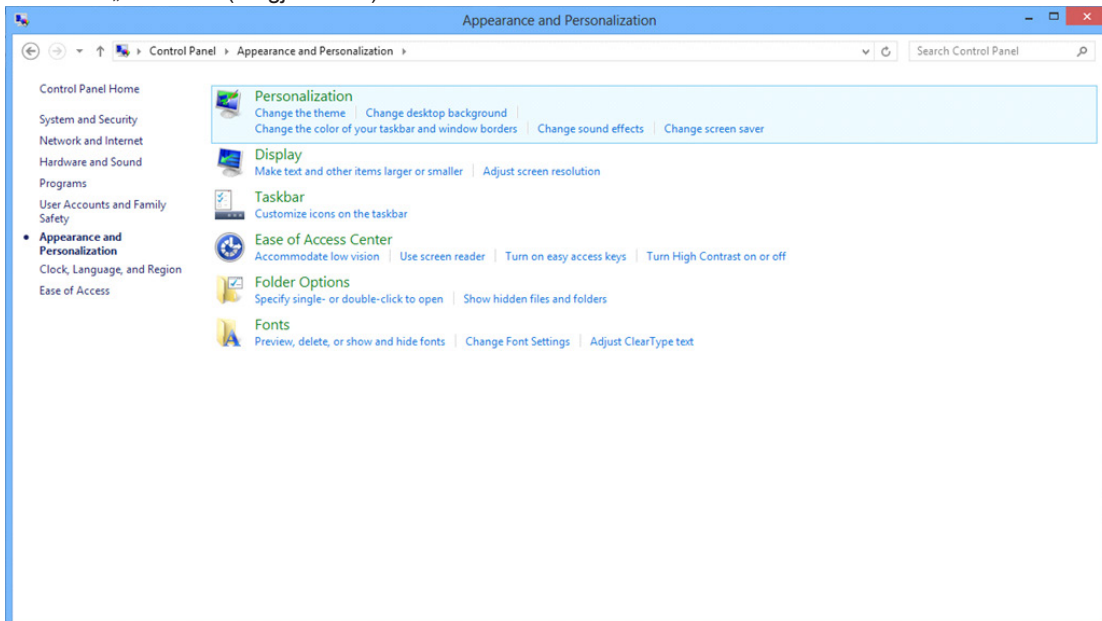 Appearance and Personalization
Control Panel Appearance and Personalization
Search Control Panel
Control Panel Home
System and Security
Network and Internet
Hardware and Sound
Programs
User Accounts and Family
Safety
Appearance and
Personalization
Clock, Language, and Region
Ease of Access
Personalization
Change the theme Change desktop background
Change the color of your taskbar and window borders Change sound effects Change screen saver
Display
Make text and other items larger or smaller Adjust screen resolution
Taskbar
Customize icons on the taskbar
Ease of Access Center
Accommodate low vision Use screen reader Turn on easy access keys Turn High Contrast on or off
Folder Options
Specify single- or double-click to open Show hidden files and folders
Fonts
Preview, delete, or show and hide fonts Change Font Settings Adjust ClearType text